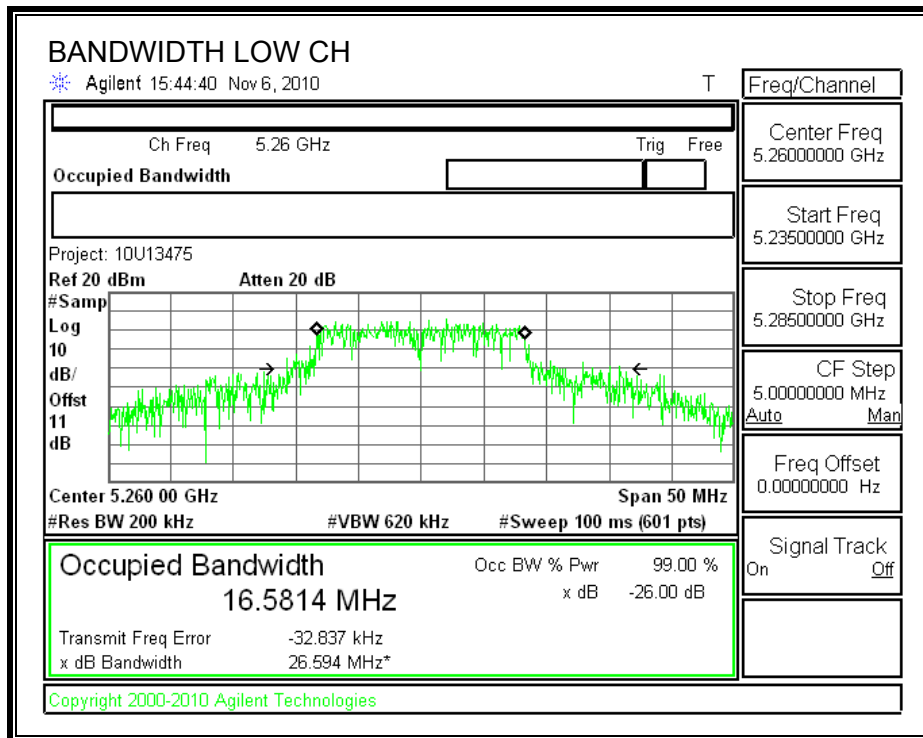 BANDWIDTH LOW CH
Agilent 15:44:40 Nov 6, 2010 T
Ch Freq 5.26 GHz Trig Free
Occupied Bandwidth
Project: 10U13475
Ref 20 dBm Atten 20 dB
#Samp
Log
10
dB/
Offst
11
dB
Center 5.260 00 GHz Span 50 MHz
#Res BW 200 kHz #VBW 620 kHz #Sweep 100 ms (601 pts)
Occupied Bandwidth
16.5814 MHz
Occ BW % Pwr 99.00 %
x dB -26.00 dB
Transmit Freq Error -32.837 kHz
x dB Bandwidth 26.594 MHz*
Copyright 2000-2010 Agilent Technologies
Freq/Channel
Center Freq
5.26000000 GHz
Start Freq
5.23500000 GHz
Stop Freq
5.28500000 GHz
CF Step
5.00000000 MHz
Auto Man
Freq Offset
0.00000000 Hz
Signal Track
On Off